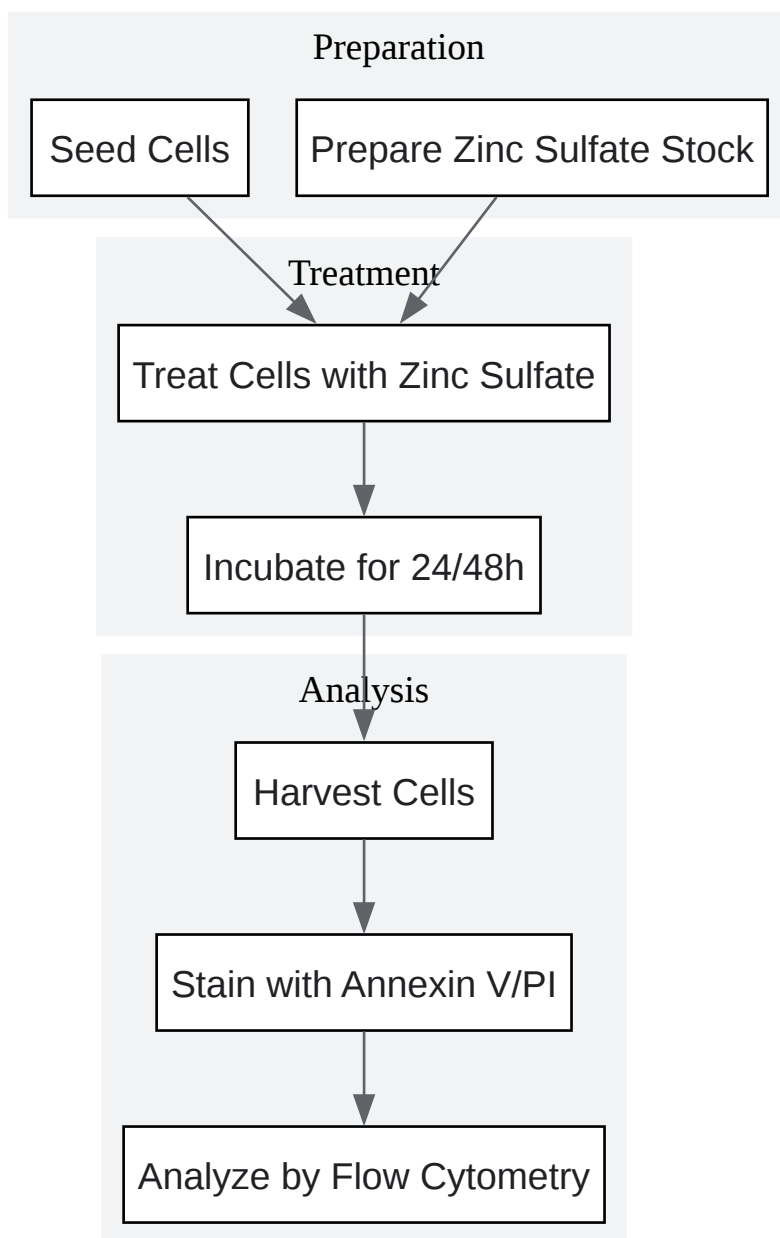 Preparation
Seed Cells
Prepare Zinc Sulfate Stock
Treatment
Treat Cells with Zinc Sulfate
Incubate for 24/48h
Analysis
Harvest Cells
Stain with Annexin V/PI
Analyze by Flow Cytometry